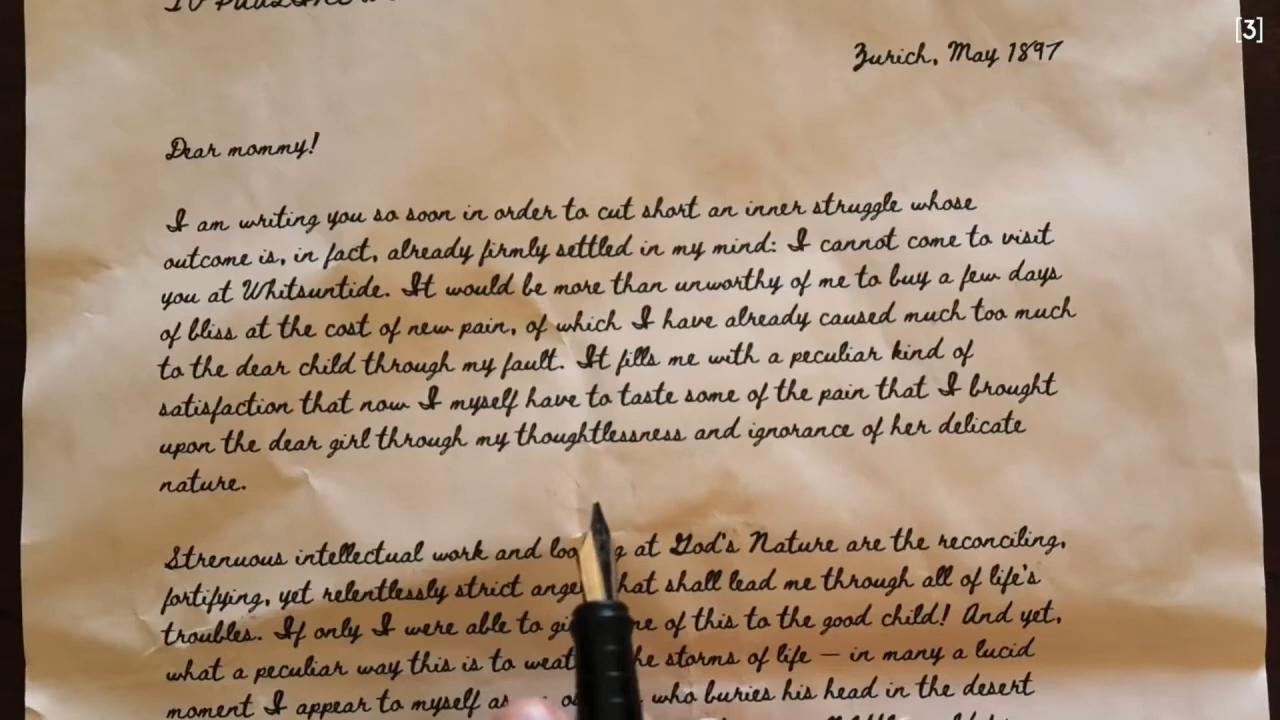 [3]
Zurich, May 1897
Dear mommy!
I am writing you so soon in order to cut short an inner struggle whose
outcome is, in fact, already firmly settled in my mind: I cannot come to visit
you at Whitsuntide. It would be more than unworthy of me to buy a few days
of bliss at the cost of new pain, of which I have already caused much too much
to the dear child through my fault. It fills me with a peculiar kind of
satisfaction that now I myself have to taste some of the pain that I brought
upon the dear girl through my thoughtlessness and ignorance of her delicate
nature.
Strenuous intellectual work and at God's Nature are the reconciling,
fortifying, yet relentlessly strict shall lead me through all of life's
troubles. If only I were able to of this to the good child! And yet,
what a peculiar way this is to storms of life — in many a lucid
moment I appear to myself who buries his head in the desert